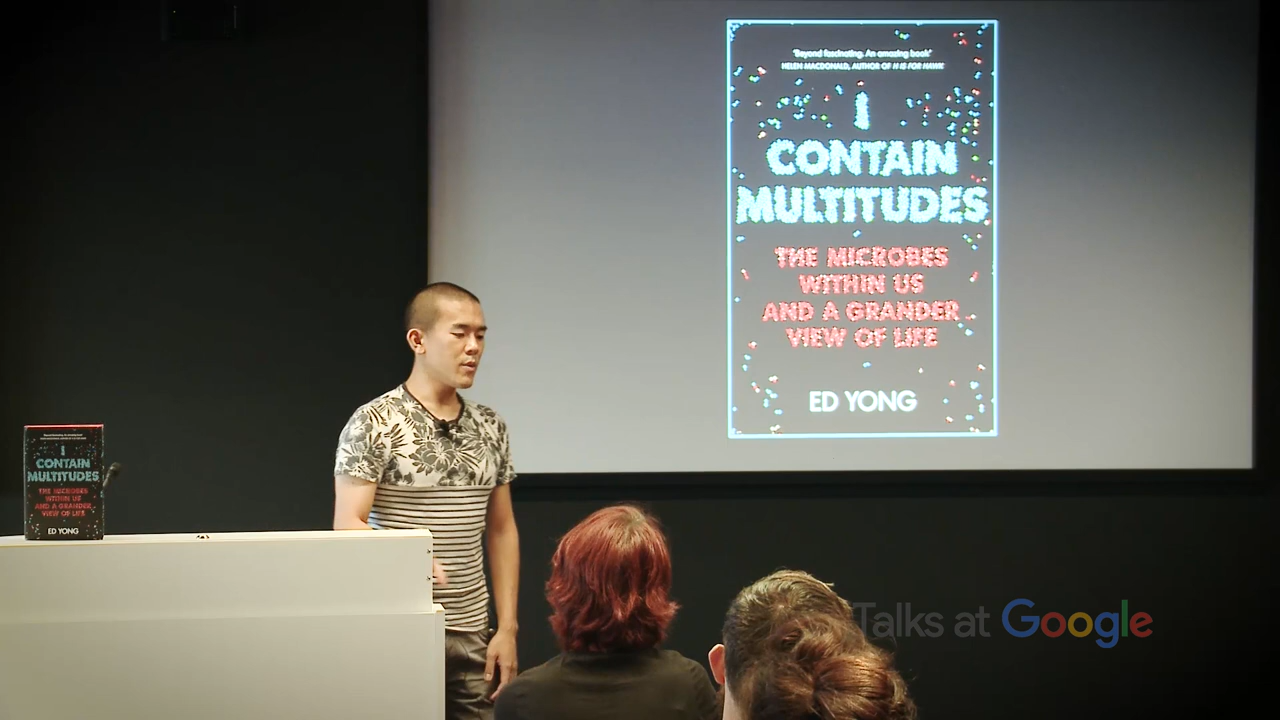 'Beyond fascinating. An amazing book'
HELEN MACDONALD, AUTHOR OF H IS FOR HAWK
I
CONTAIN
MULTITUDES
THE MICROBES
WITHIN US
AND A GRANDER
VIEW OF LIFE
ED YONG
I
CONTAIN
MULTITUDES
THE MICROBES
WITHIN US
AND A GRANDER
VIEW OF LIFE
ED YONG
Talks at Google